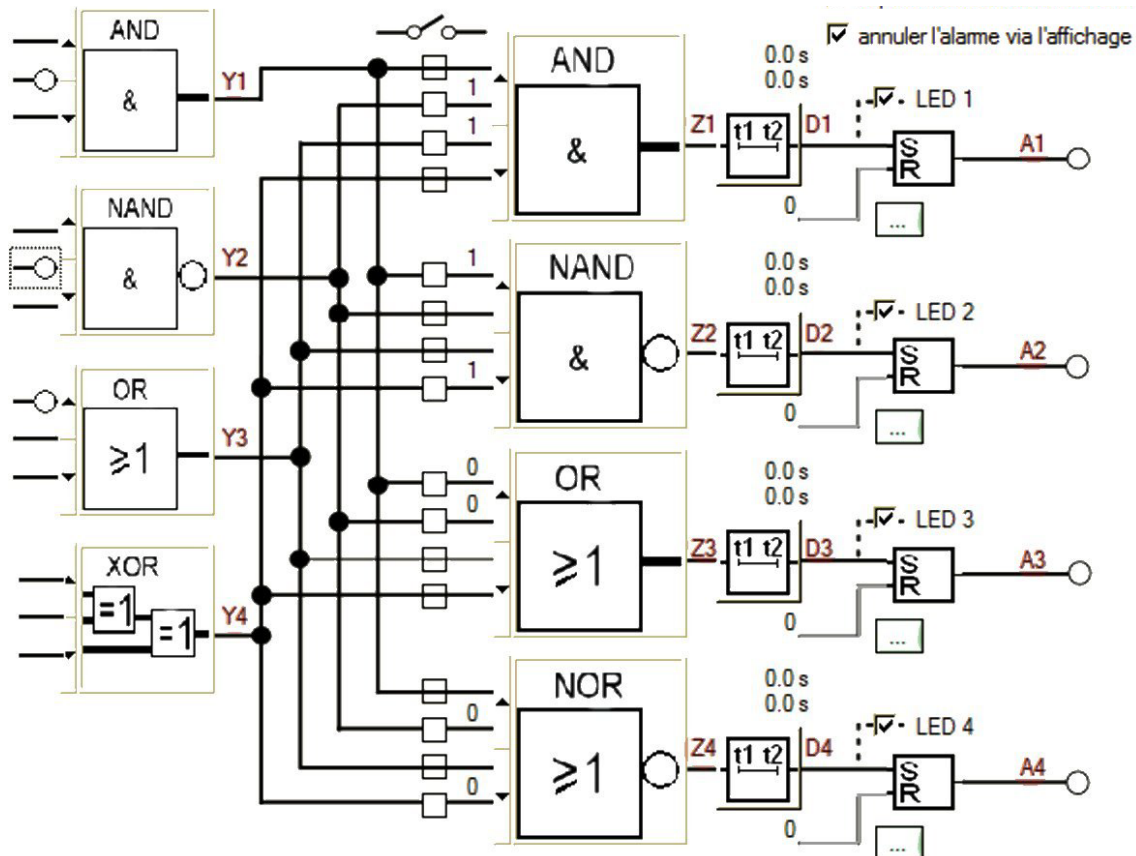 annuler l'alarme via l'affichage
AND
&
Y1
NAND
&
Y2
OR
≥1
Y3
XOR
=1
=1
Y4
1
1
AND
&
Z1
0.0 s
0.0 s
t1 t2
D1
LED 1
S
R
0
...
A1
1
1
NAND
&
Z2
0.0 s
0.0 s
t1 t2
D2
LED 2
S
R
0
...
A2
0
0
OR
≥1
Z3
0.0 s
0.0 s
t1 t2
D3
LED 3
S
R
0
...
A3
0
0
NOR
≥1
Z4
0.0 s
0.0 s
t1 t2
D4
LED 4
S
R
0
...
A4